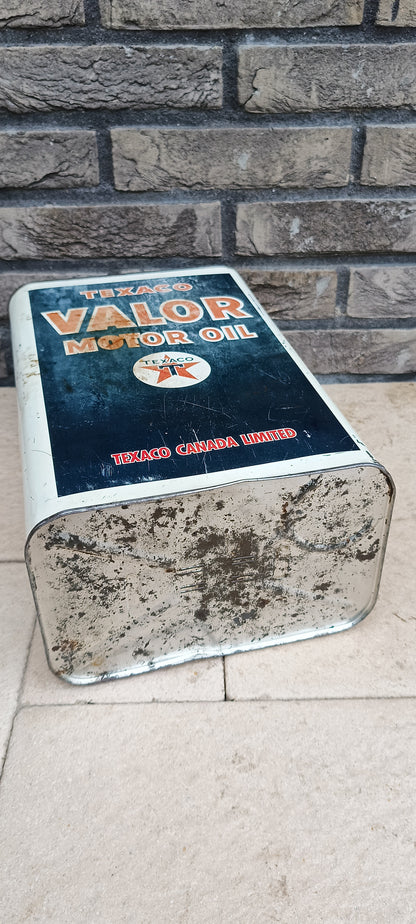 TEXACO
VALOR
MOTOR OIL
TEXACO
T
TEXACO CANADA LIMITED